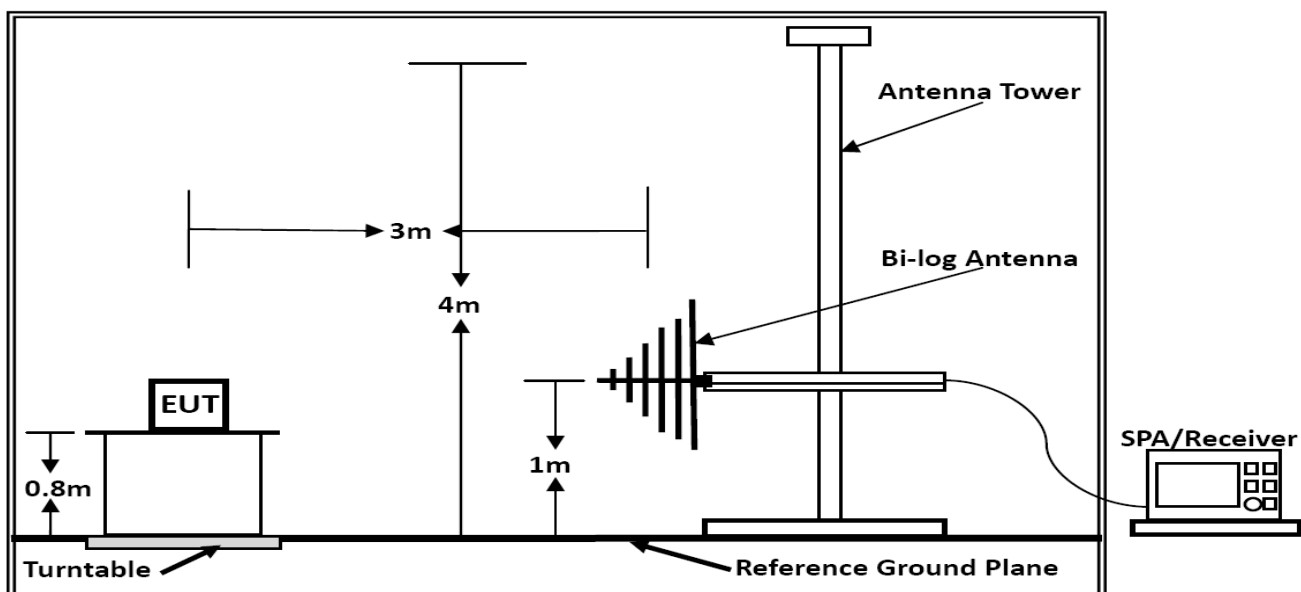 Antenna Tower
3m
Bi-log Antenna
4m
EUT
SPA/Receiver
1m
0.8m
Turntable
Reference Ground Plane